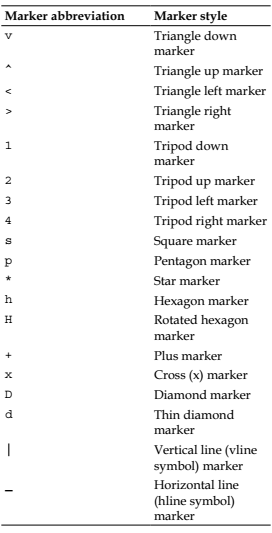 Marker abbreviation Marker style
v Triangle down
marker
^ Triangle up marker
< Triangle left marker
> Triangle right
marker
1 Tripod down
marker
2 Tripod up marker
3 Tripod left marker
4 Tripod right marker
s Square marker
p Pentagon marker
* Star marker
h Hexagon marker
H Rotated hexagon
marker
+ Plus marker
x Cross (x) marker
D Diamond marker
d Thin diamond
marker
| Vertical line (vline
symbol) marker
_ Horizontal line
(hline symbol)
marker